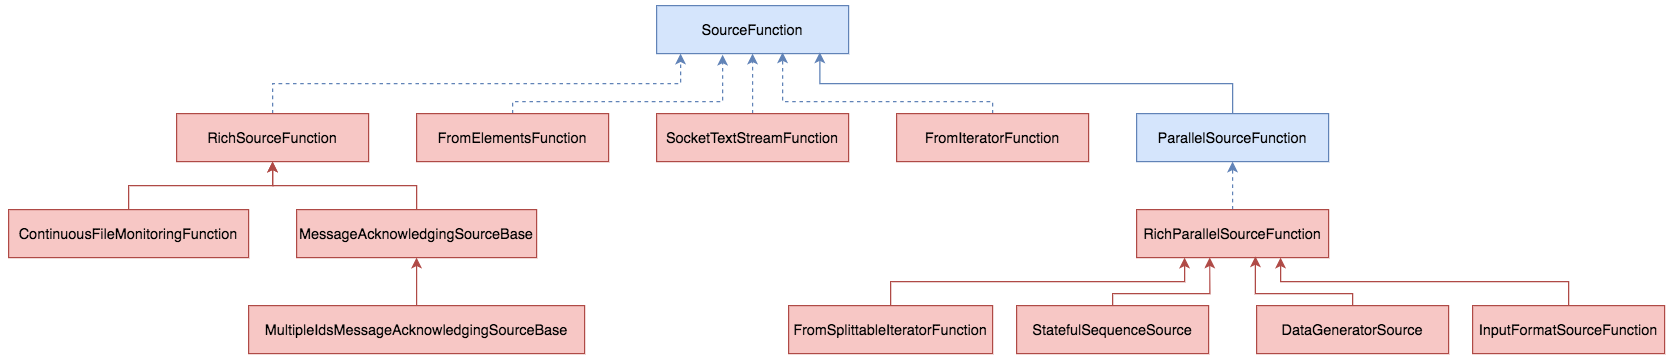 SourceFunction
RichSourceFunction
FromElementsFunction
SocketTextStreamFunction
FromIteratorFunction
ParallelSourceFunction
ContinuousFileMonitoringFunction
MessageAcknowledgingSourceBase
RichParallelSourceFunction
MultipleIdsMessageAcknowledgingSourceBase
FromSplittableIteratorFunction
StatefulSequenceSource
DataGeneratorSource
InputFormatSourceFunction